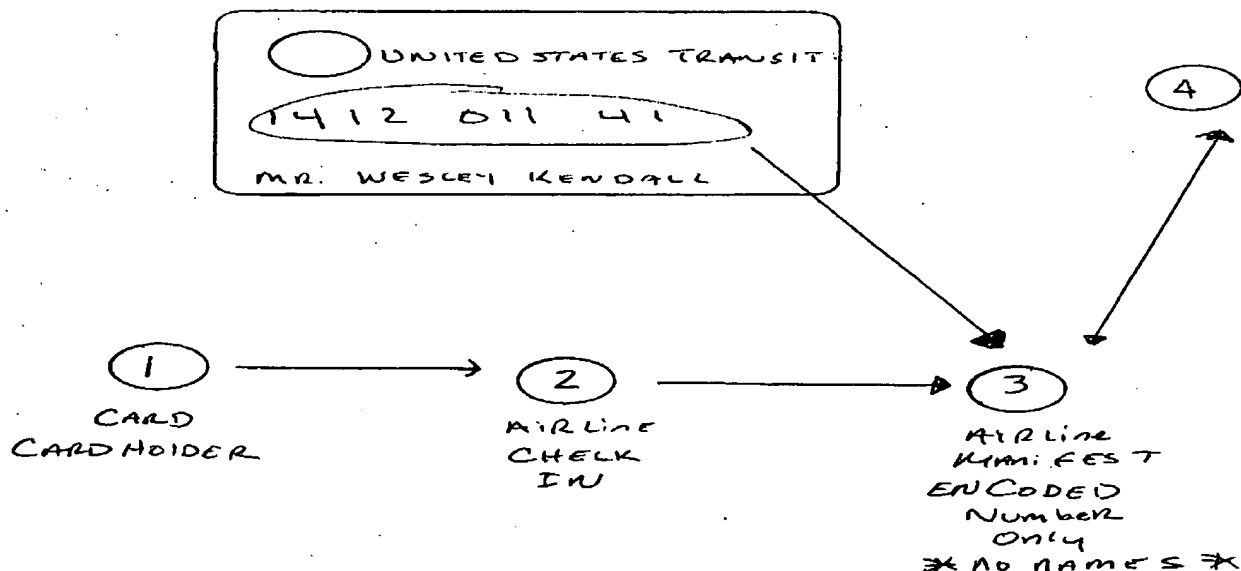 UNITED STATES TRANSIT
1412 011 41
MR. WESLEY KENDALL
4
1
CARD
CARDHOLDER
2
AIRLINE
CHECK
IN
3
AIRLINE
MANIFEST
ENCODED
NUMBER
ONLY
* NO NAMES *